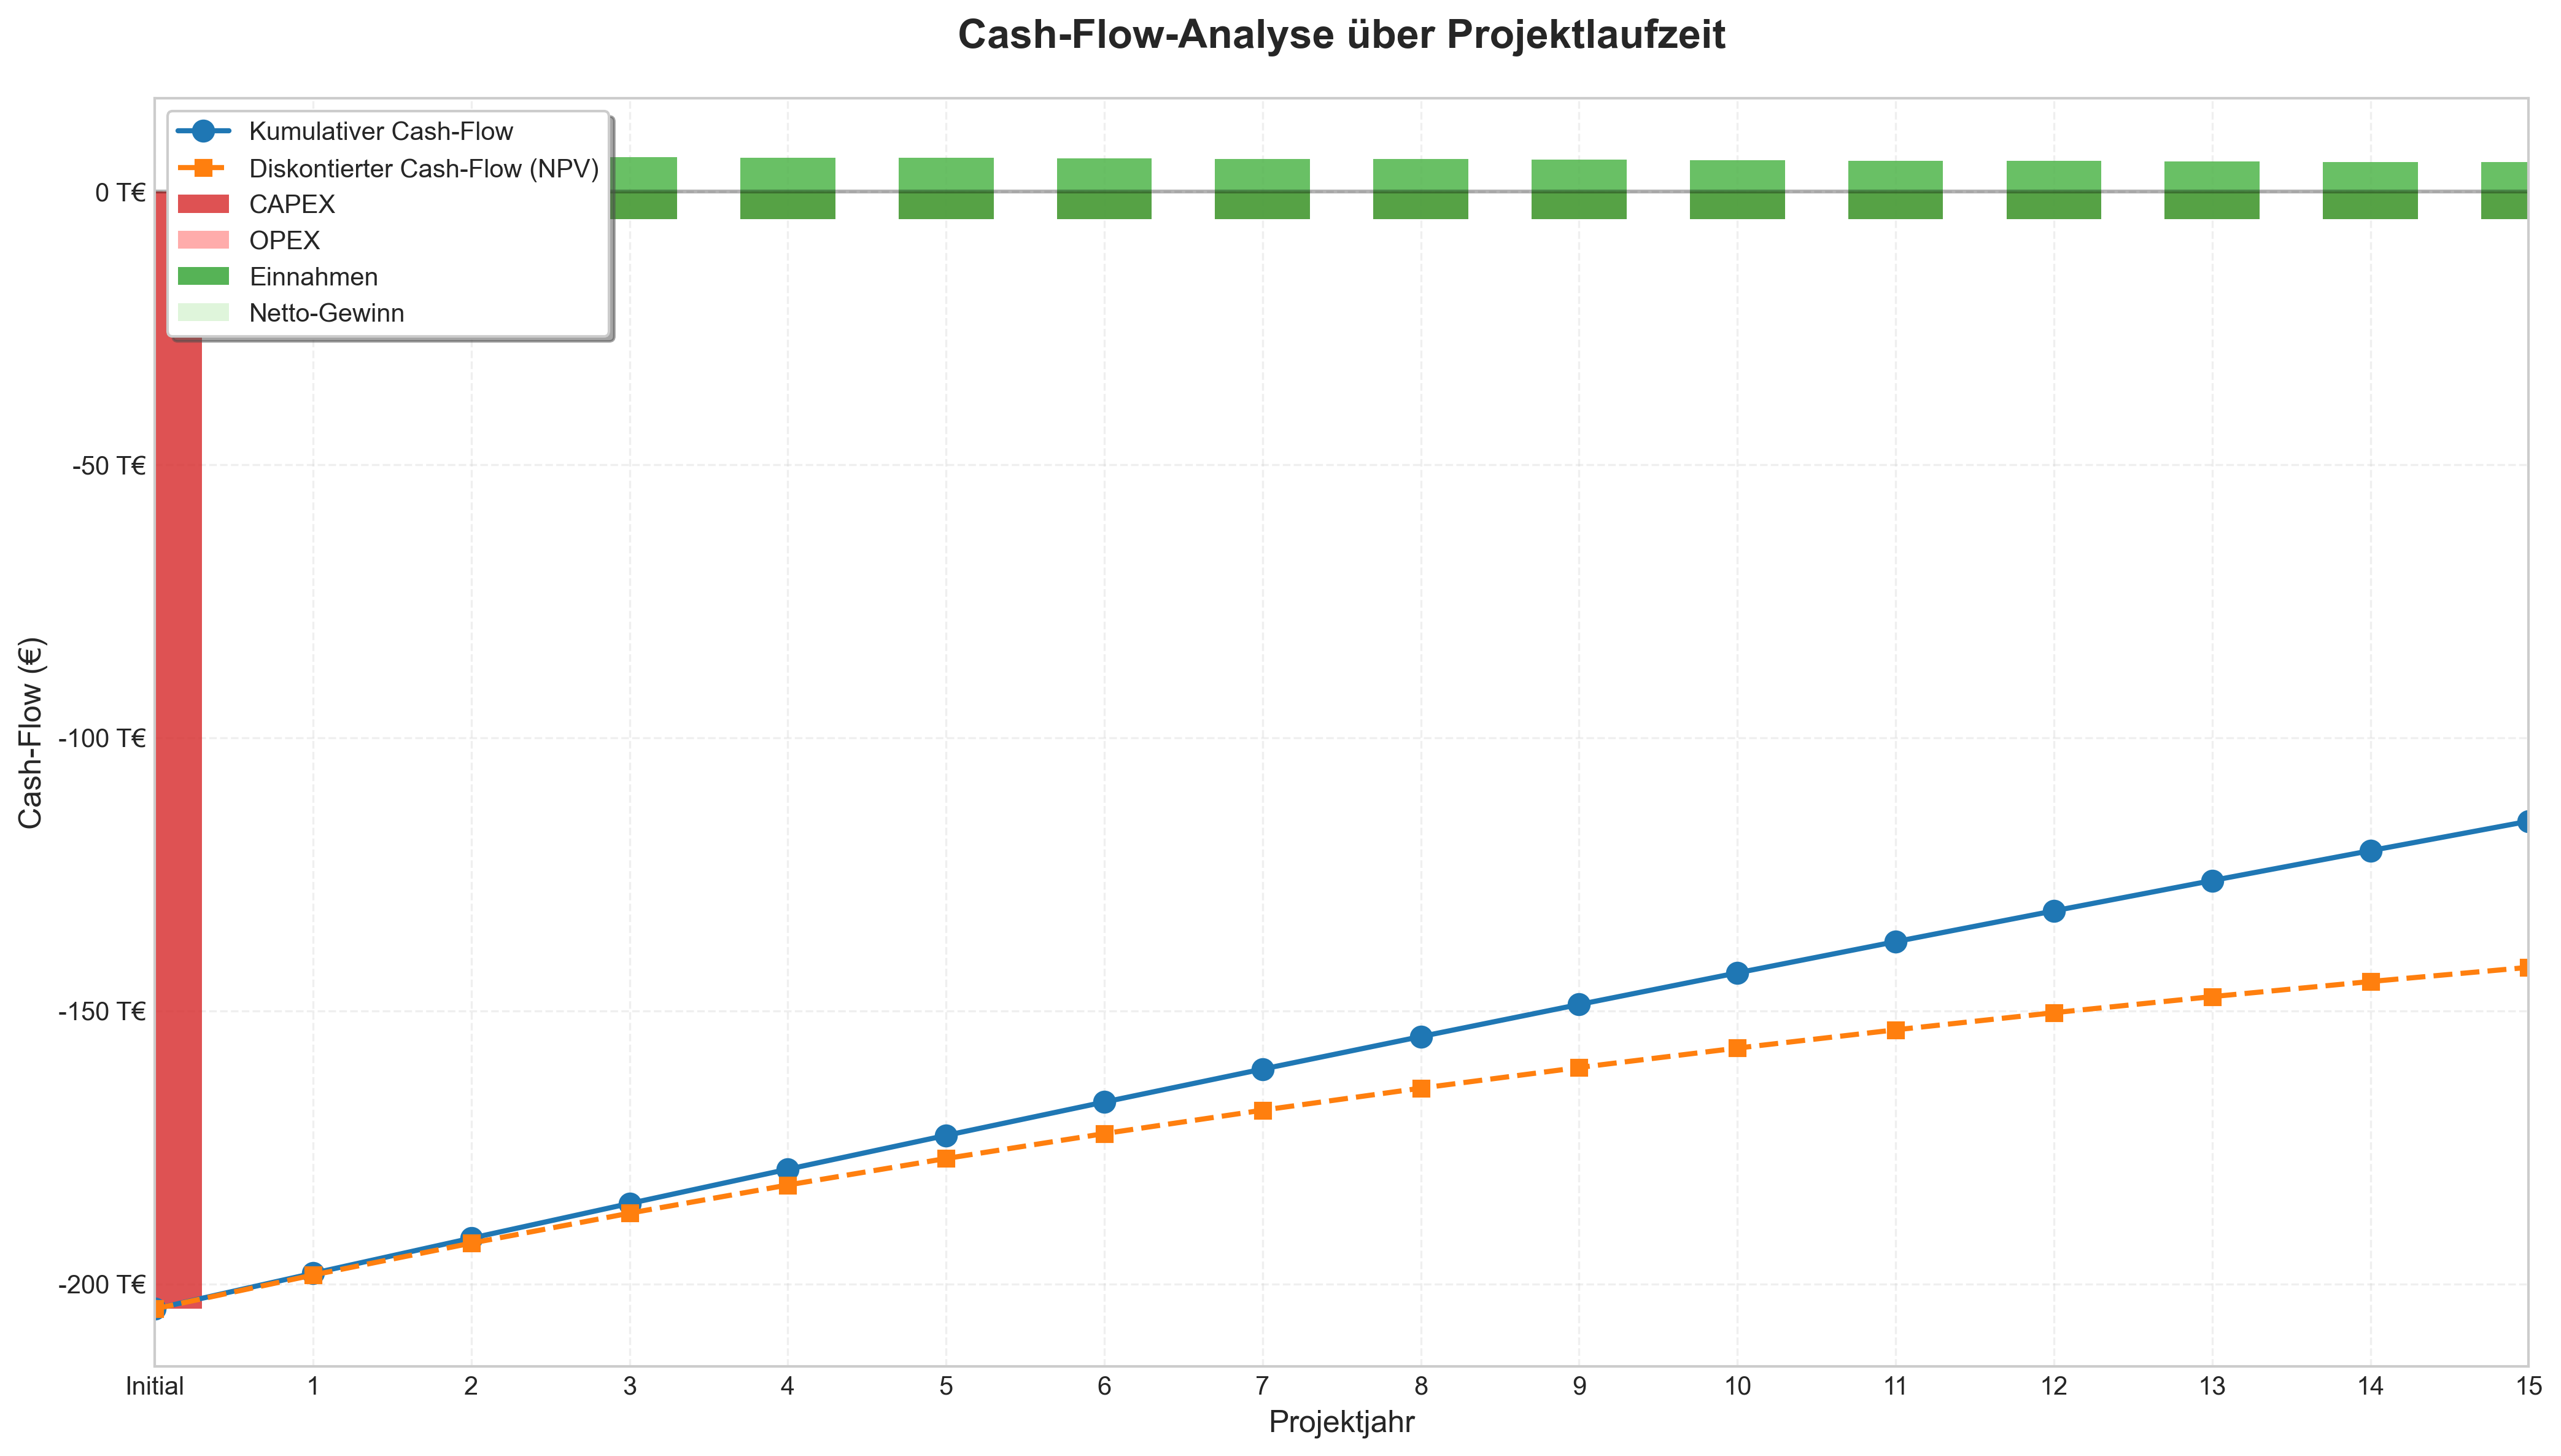 Cash-Flow-Analyse über Projektlaufzeit
Kumulativer Cash-Flow
Diskontierter Cash-Flow (NPV)
CAPEX
OPEX
Einnahmen
Netto-Gewinn
Cash-Flow (€)
0 T€
-50 T€
-100 T€
-150 T€
-200 T€
Initial 1 2 3 4 5 6 7 8 9 10 11 12 13 14 15
Projektjahr